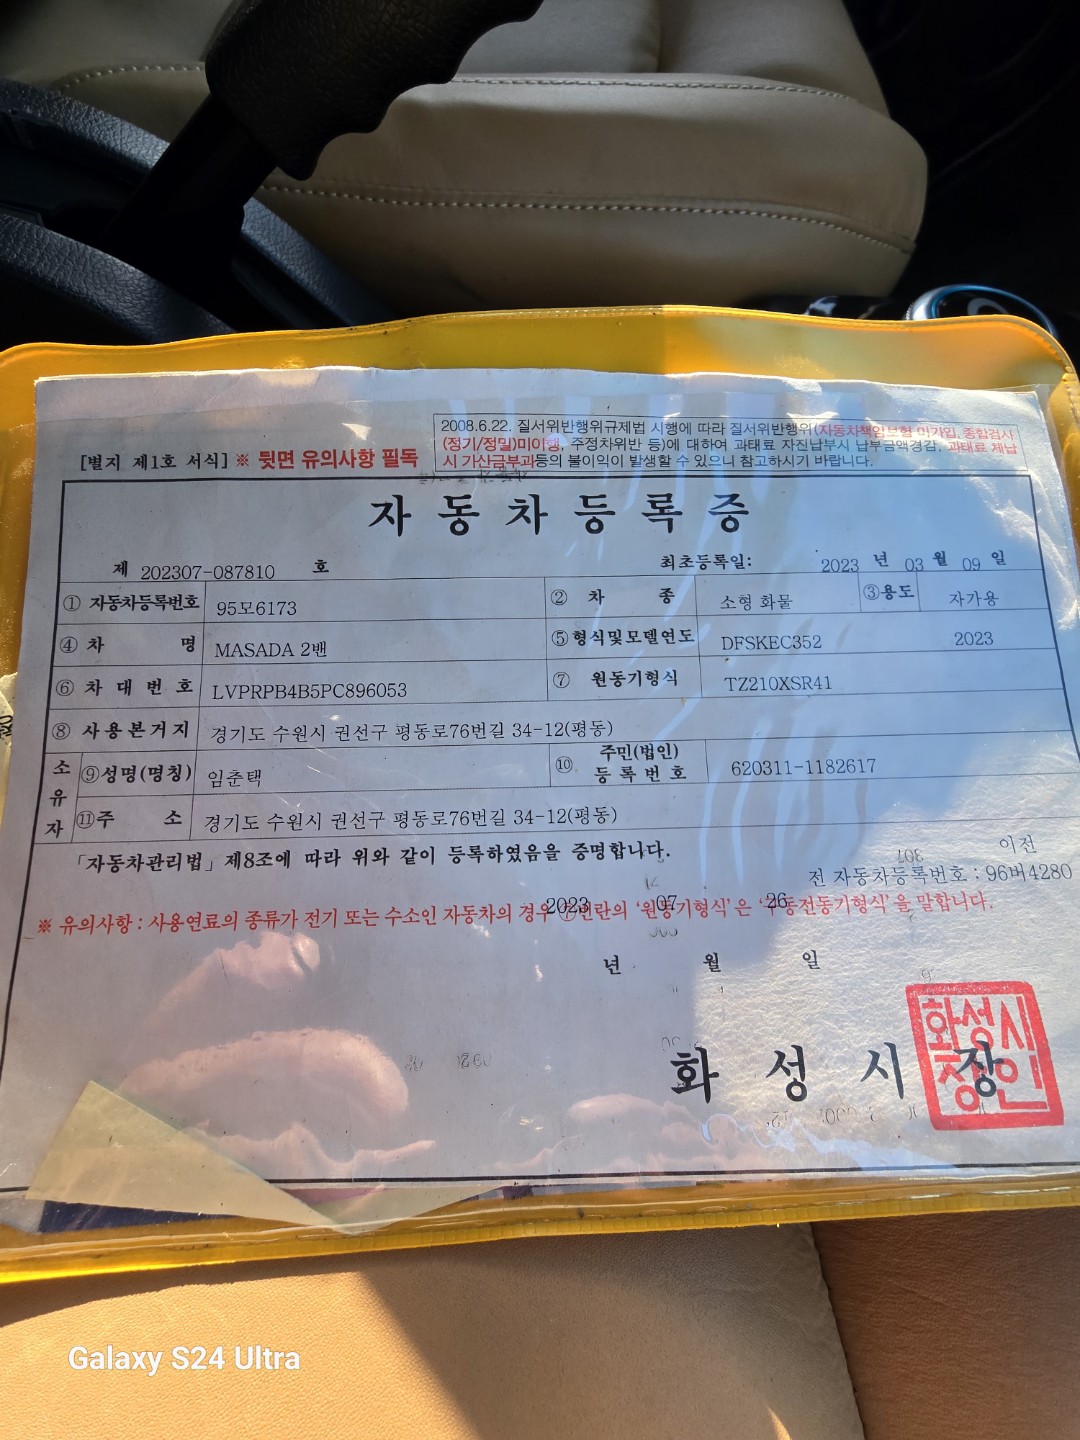 2008.6.22. 질서위반행위규제법 시행에 따라 질서위반행위(자동차책임보험 미가입, 종합검사
(정기/정밀)미이행, 주정차위반 등)에 대하여 과태료 자진납부시 납부금액경감, 과태료 체납
시 가산금부과등의 불이익이 발생할 수 있으니 참고하시기 바랍니다.
[별지 제1호 서식] ※ 뒷면 유의사항 필독
자동차등록증
제 202307-087810 호 최초등록일: 2023 년 03 월 09 일
① 자동차등록번호 95모6173 ② 차 종 소형 화물 ③용도 자가용
④ 차 명 MASADA 2밴 ⑤형식및모델연도 DFSKEC352 2023
⑥ 차대번호 LVPRPB4B5PC896053 ⑦ 원동기형식 TZ210XSR41
⑧ 사용본거지 경기도 수원시 권선구 평동로76번길 34-12(평동)
소유자 ⑨성명(명칭) 임춘택 ⑩ 주민(법인)등록번호 620311-1182617
⑪주 소 경기도 수원시 권선구 평동로76번길 34-12(평동)
「자동차관리법」 제8조에 따라 위와 같이 등록하였음을 증명합니다.
이전
전 자동차등록번호 : 96버4280
2023 07 26
※ 유의사항 : 사용연료의 종류가 전기 또는 수소인 자동차의 경우 ⑦번란의 '원동기형식'은 '구동전동기형식'을 말합니다.
년 월 일
화성시장
화성시장인
Galaxy S24 Ultra